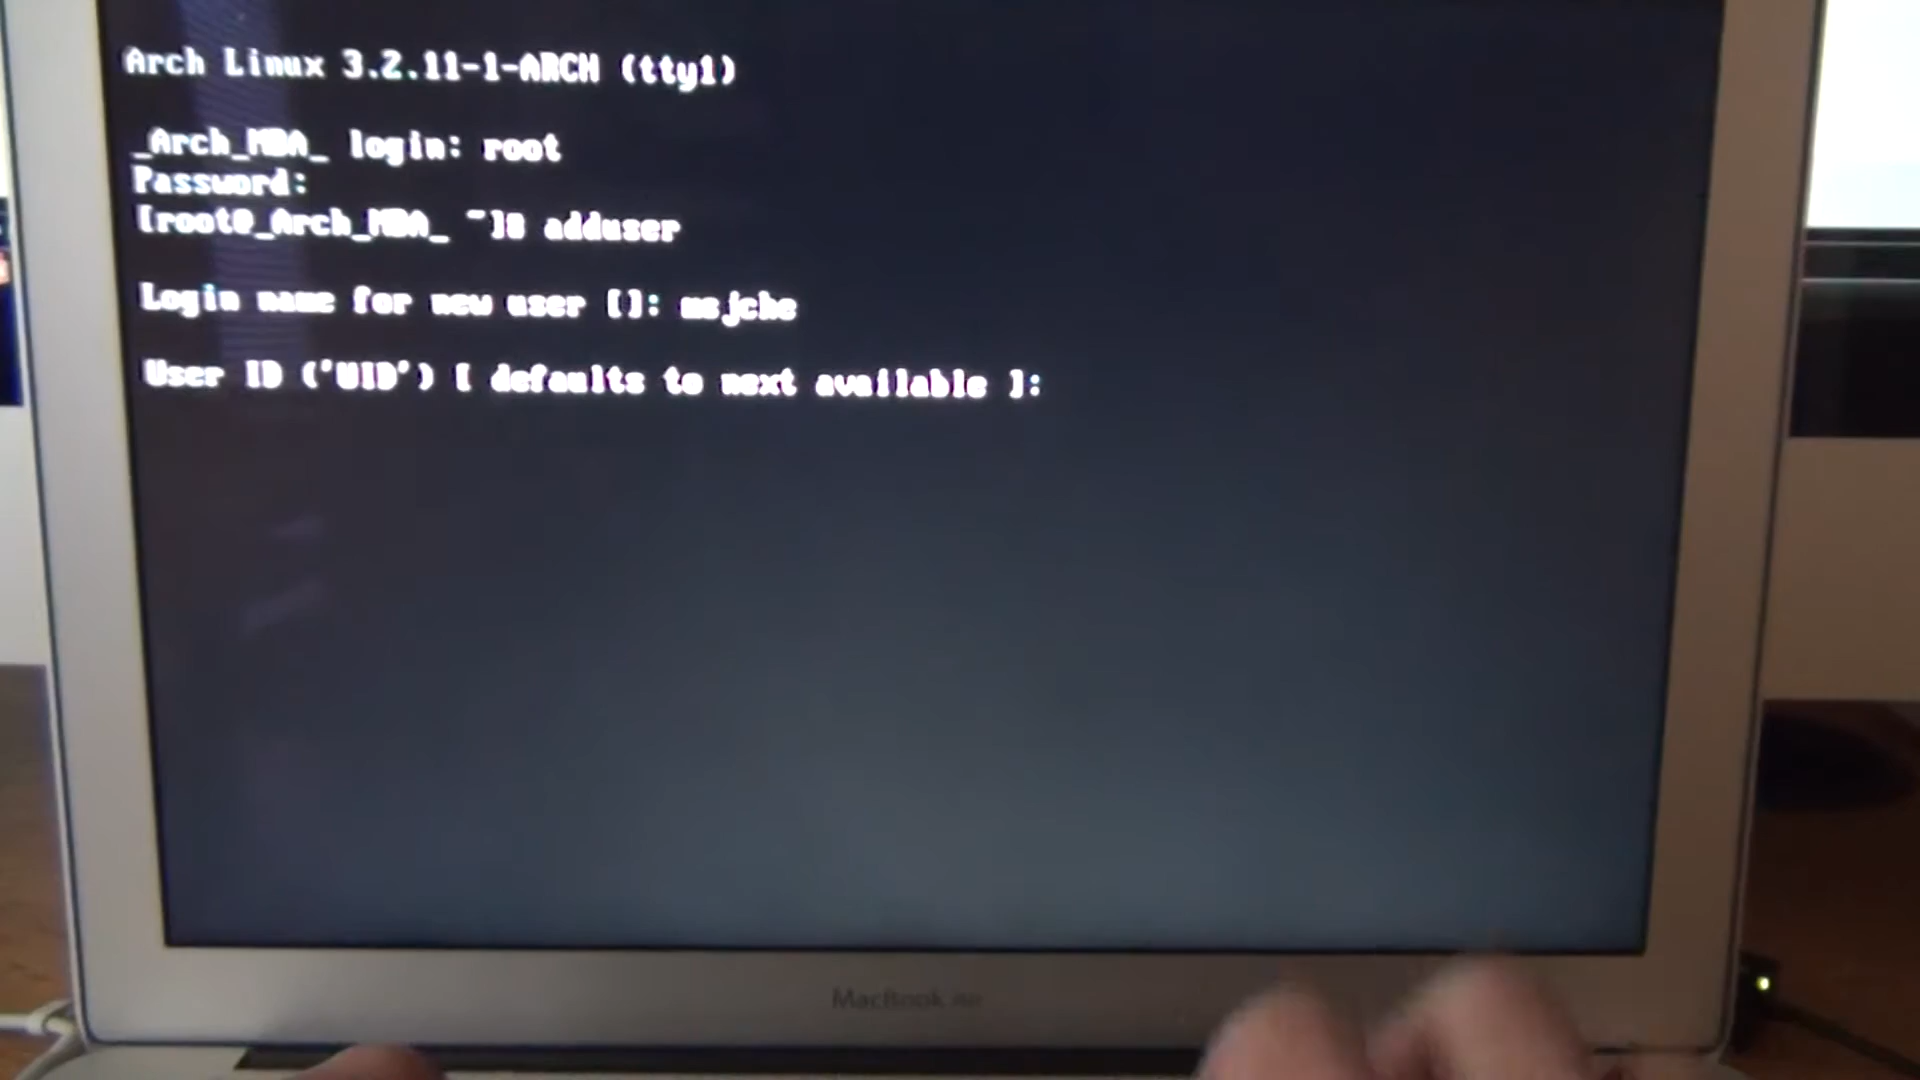 Arch Linux 3.2.11-1-ARCH (tty1)
_Arch_MBA_ login: root
Password:
[root@_Arch_MBA_ ~]# adduser
Login name for new user []: msjche
User ID ('UID') [ defaults to next available ]:
MacBook Air